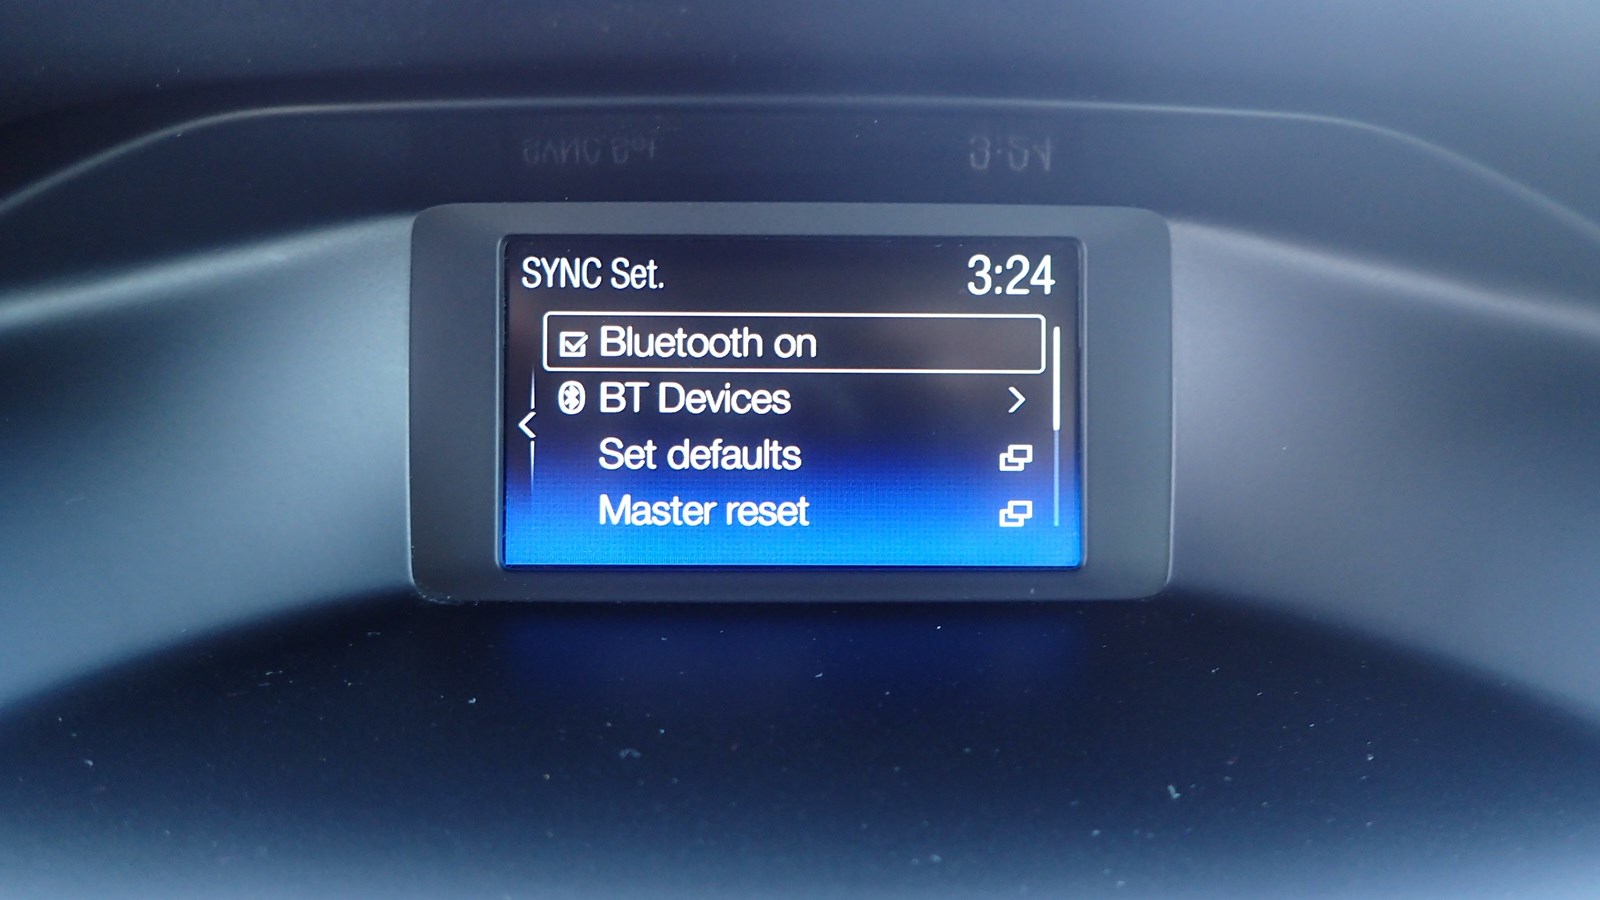 SYNC Set. 3:24
Bluetooth on
BT Devices
Set defaults
Master reset